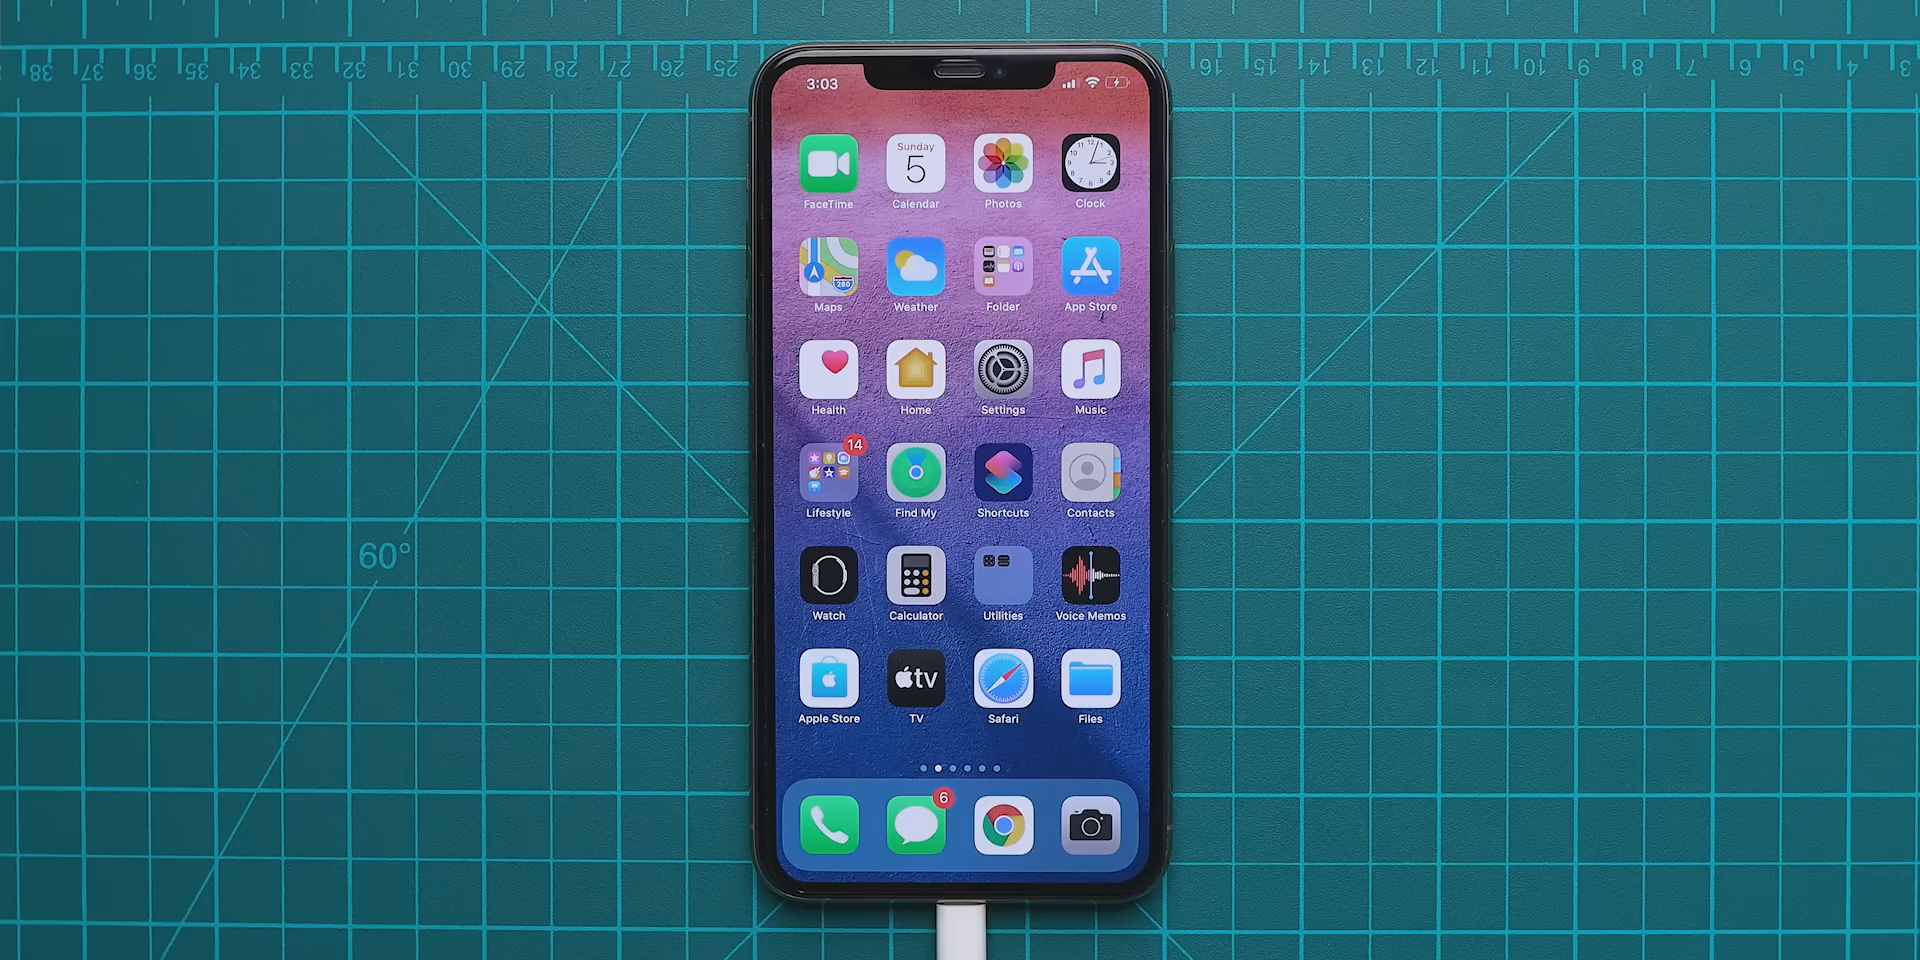 38 37 36 35 34 33 32 31 30 29 28 27 26 25 16 15 14 13 12 11 10 9 8 7 6 5 4 3
3:03
Sunday
5
FaceTime Calendar Photos Clock
280
Maps Weather Folder App Store
Health Home Settings Music
14
Lifestyle Find My Shortcuts Contacts
60°
Watch Calculator Utilities Voice Memos
tv
Apple Store TV Safari Files
6